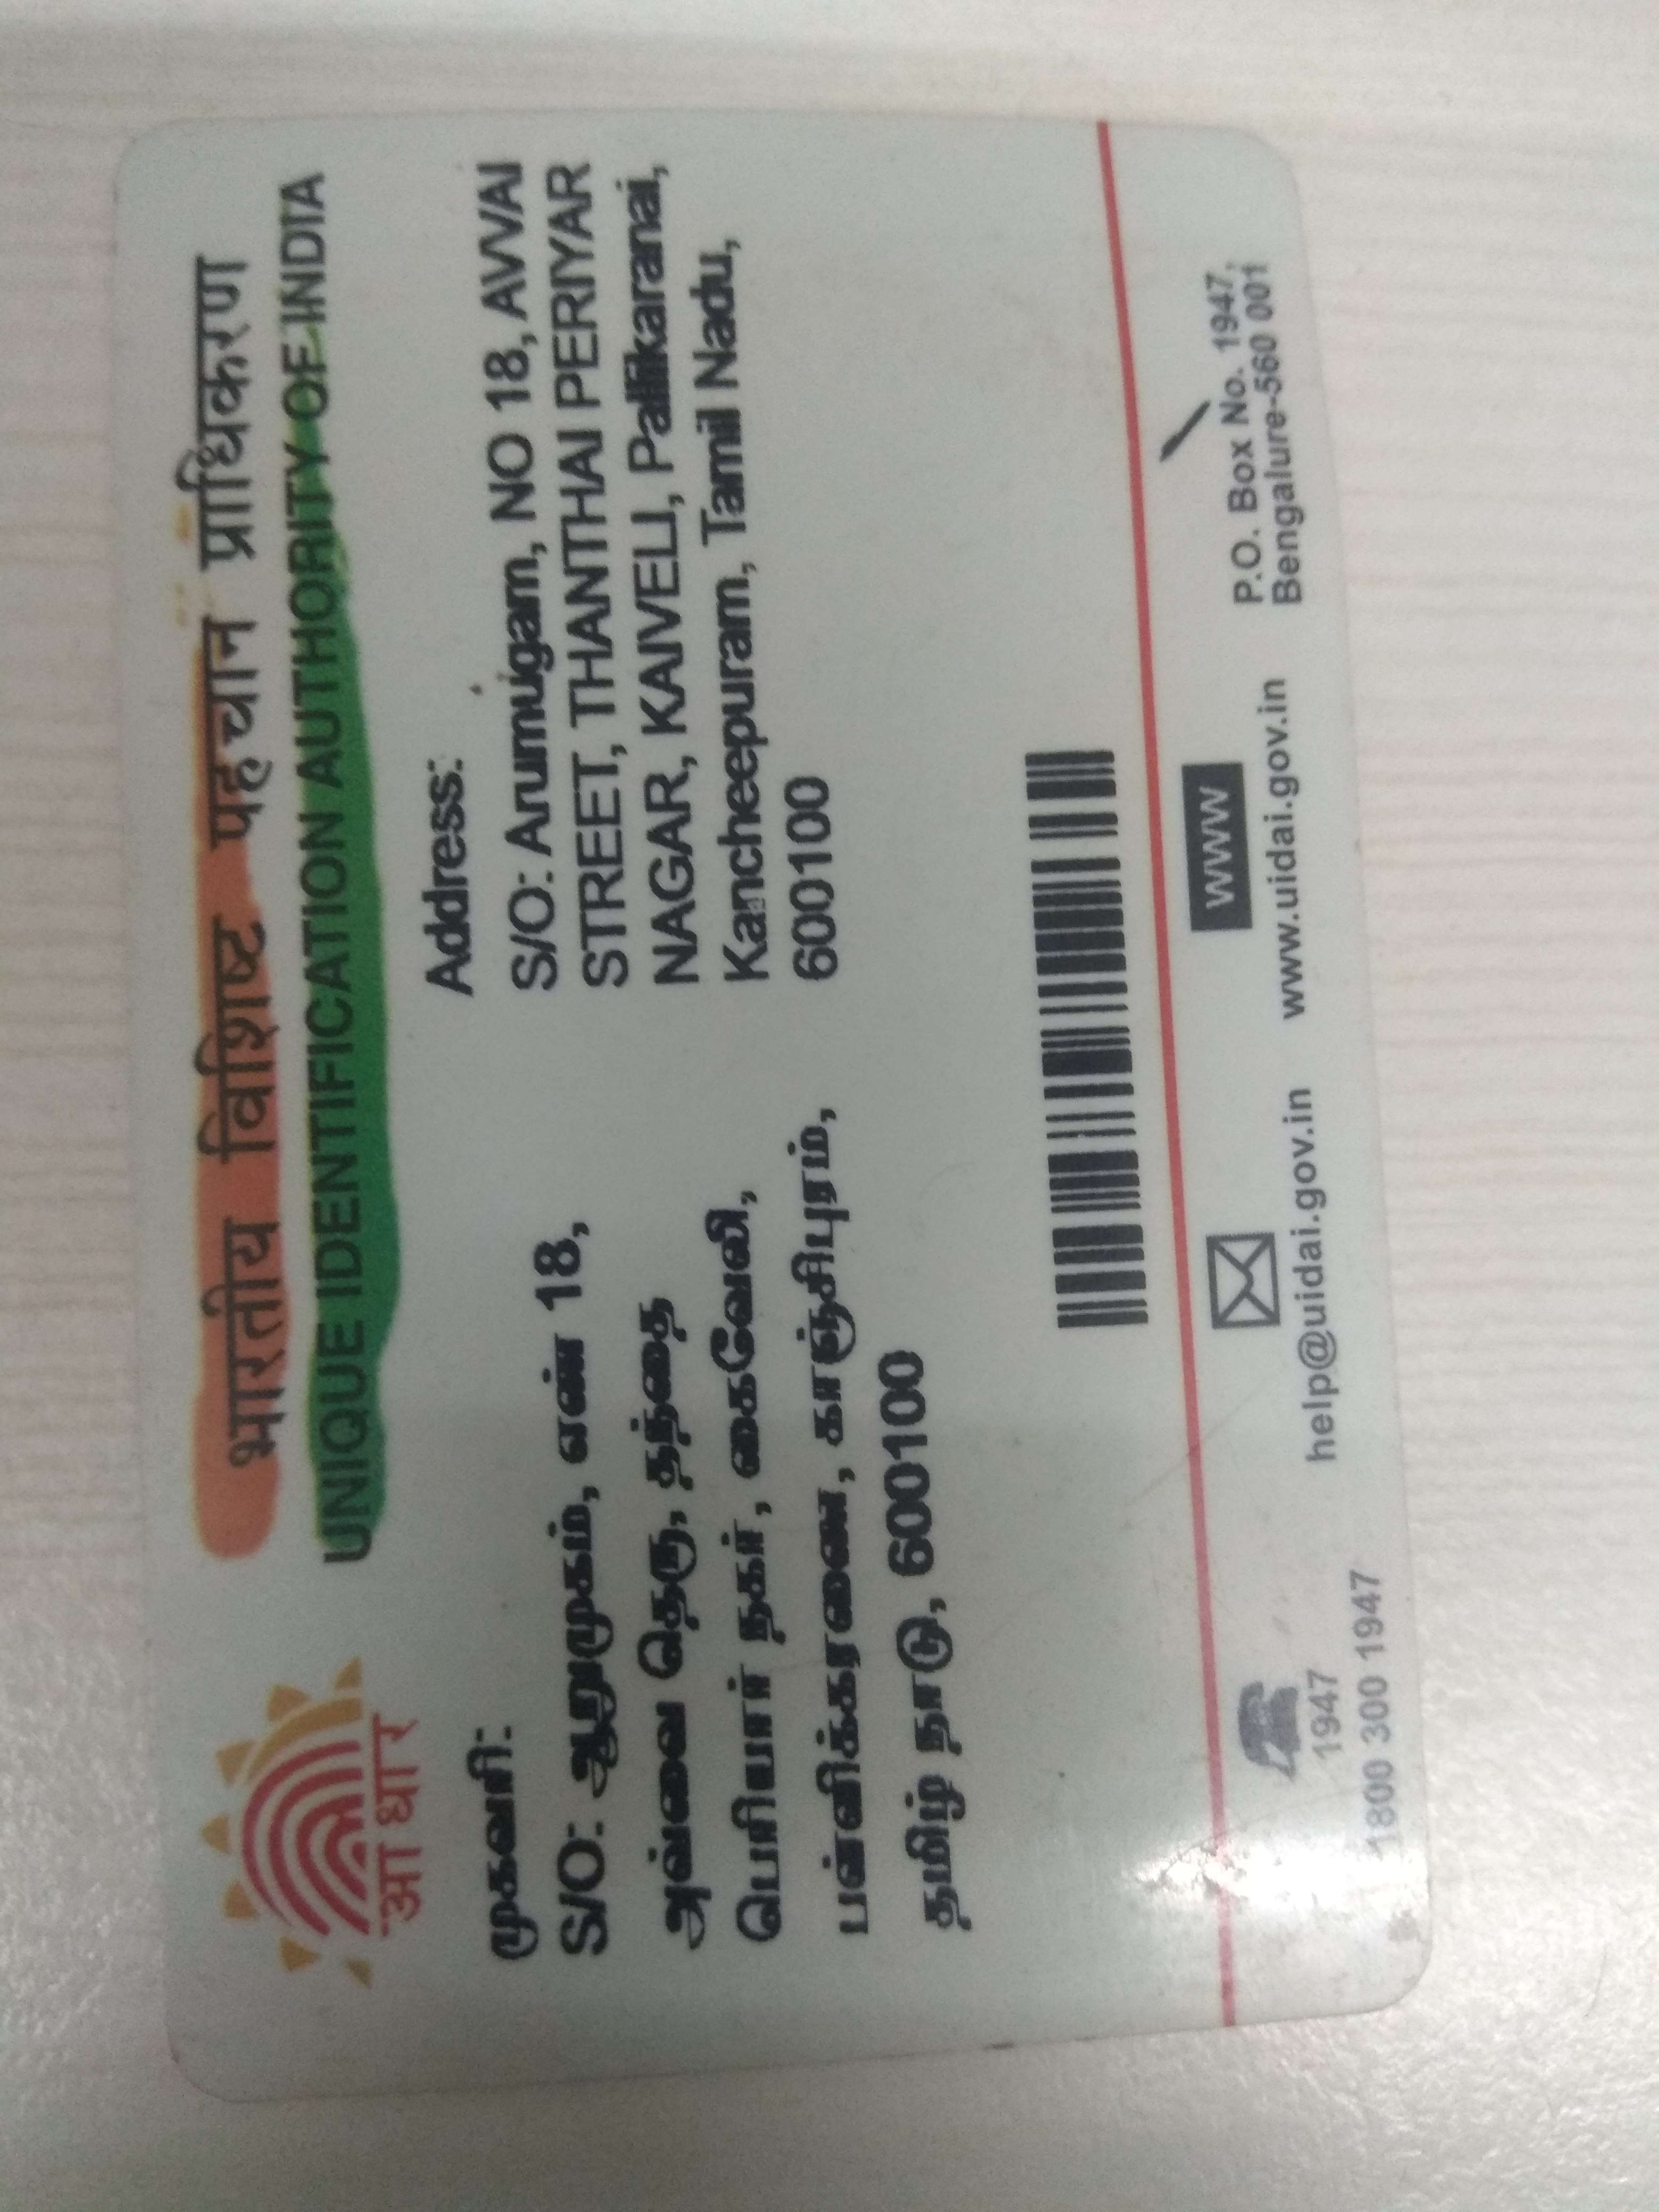 भारतीय विशिष्ट पहचान प्राधिकरण
UNIQUE IDENTIFICATION AUTHORITY OF INDIA
आधार
முகவரி:
S/O: ஆறுமுகம், எண் 18,
அவ்வை தெரு, தந்தை
பெரியார் நகர், கைவேலி,
பள்ளிக்கரணை, காஞ்சிபுரம்,
தமிழ் நாடு, 600100
Address:
S/O: Arumugam, NO 18, AVVAI
STREET, THANTHAI PERIYAR
NAGAR, KAIVELI, Pallikaranai,
Kancheepuram, Tamil Nadu,
600100
1947
1800 300 1947
help@uidai.gov.in
WWW
www.uidai.gov.in
P.O. Box No. 1947,
Bengalure-560 001